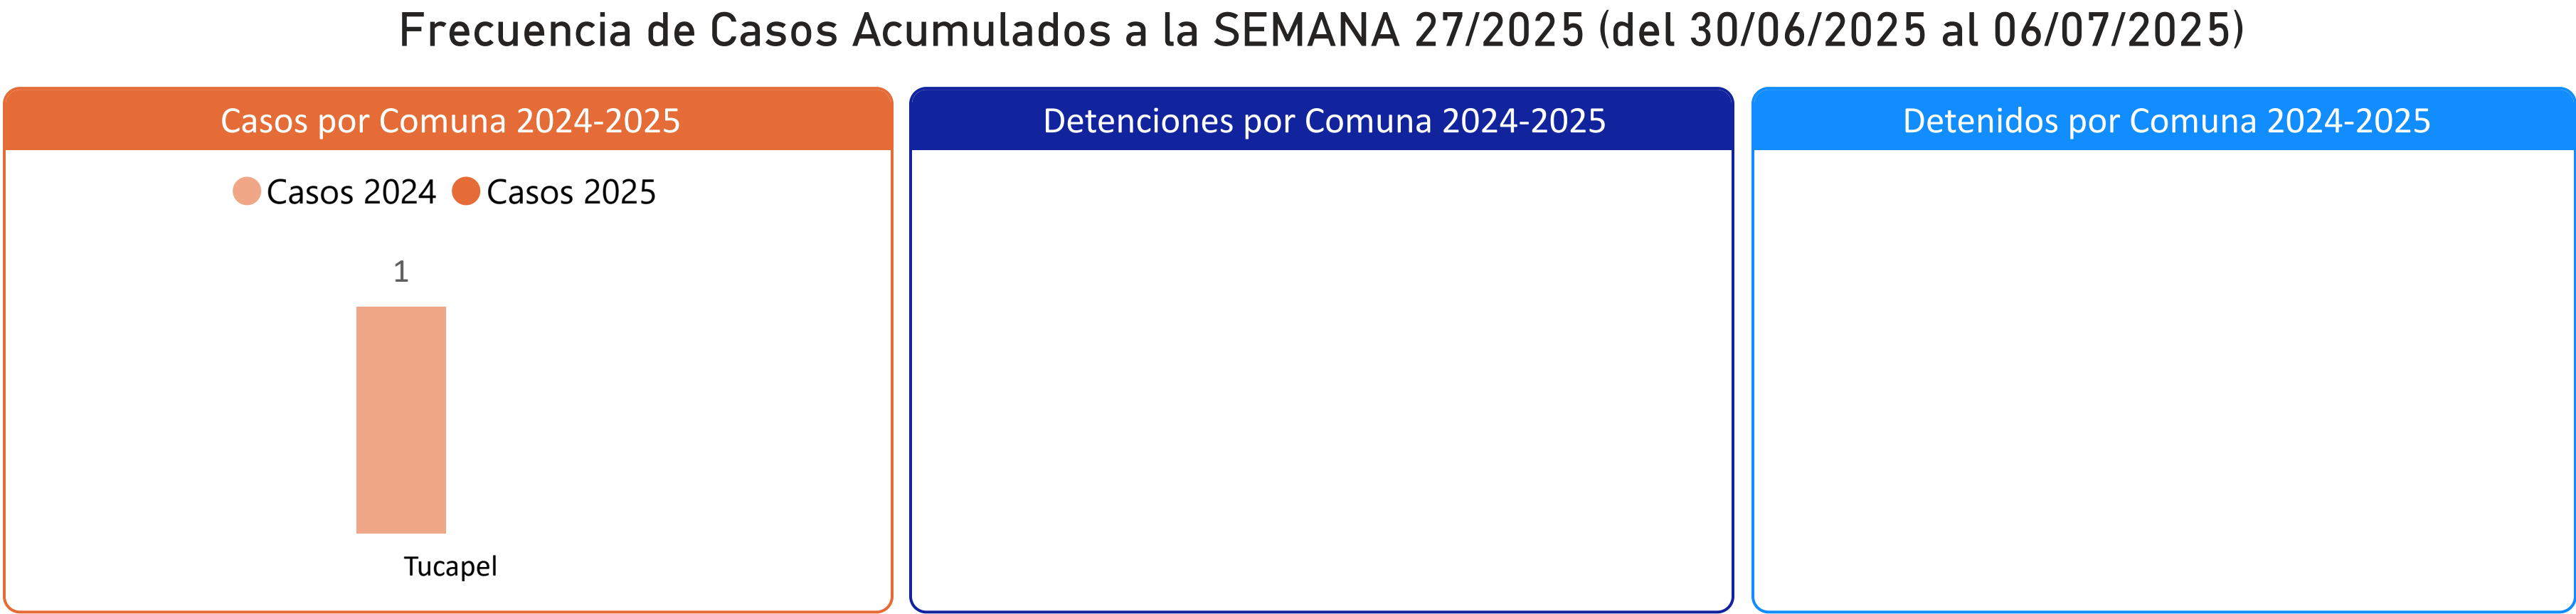 Frecuencia de Casos Acumulados a la SEMANA 27/2025 (del 30/06/2025 al 06/07/2025)
Casos por Comuna 2024-2025
Casos 2024 Casos 2025
1
Tucapel
Detenciones por Comuna 2024-2025
Detenidos por Comuna 2024-2025